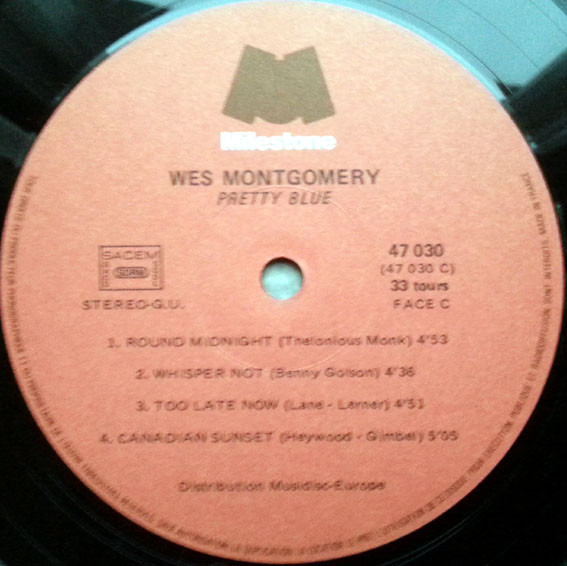 Milestone
WES MONTGOMERY
PRETTY BLUE
SACEM
STEREO-G.U.
47 030
(47 030 C)
33 tours
FACE C
1. ROUND MIDNIGHT (Thelonious Monk) 4'53
2. WHISPER NOT (Benny Golson) 4'36
3. TOO LATE NOW (Lane - Lerner) 4'51
4. CANADIAN SUNSET (Heywood - Gimbel) 5'05
Distribution Musidisc-Europe